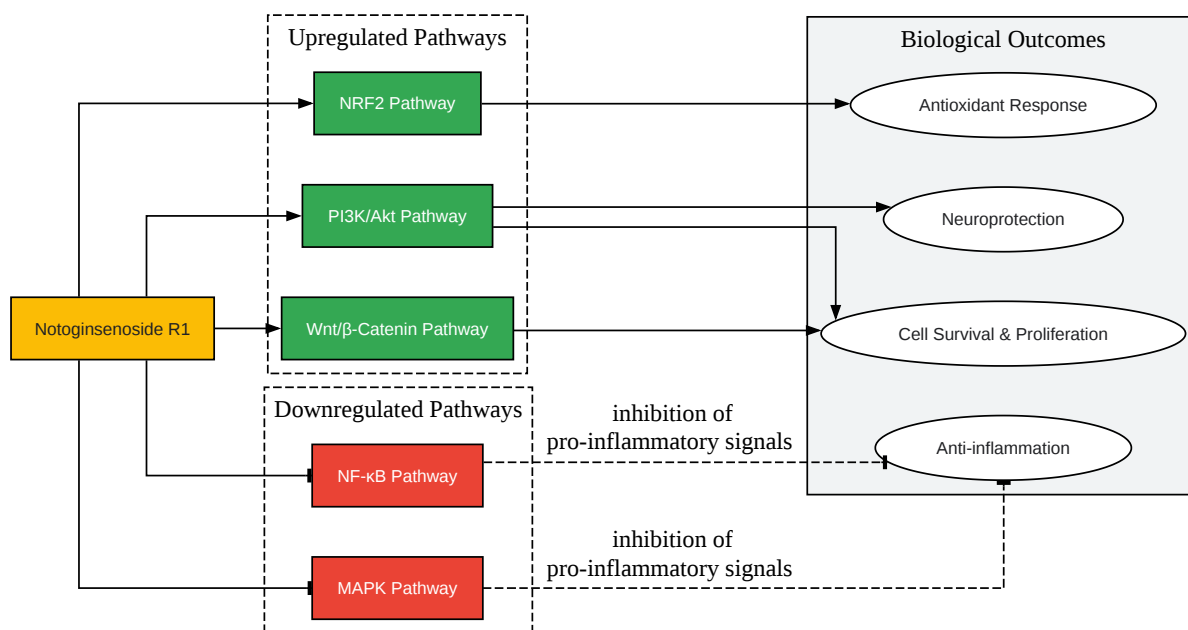 Upregulated Pathways
Biological Outcomes
NRF2 Pathway
Antioxidant Response
PI3K/Akt Pathway
Neuroprotection
Notoginsenoside R1
Wnt/β-Catenin Pathway
Cell Survival & Proliferation
Downregulated Pathways
inhibition of
pro-inflammatory signals
Anti-inflammation
NF-κB Pathway
inhibition of
pro-inflammatory signals
MAPK Pathway